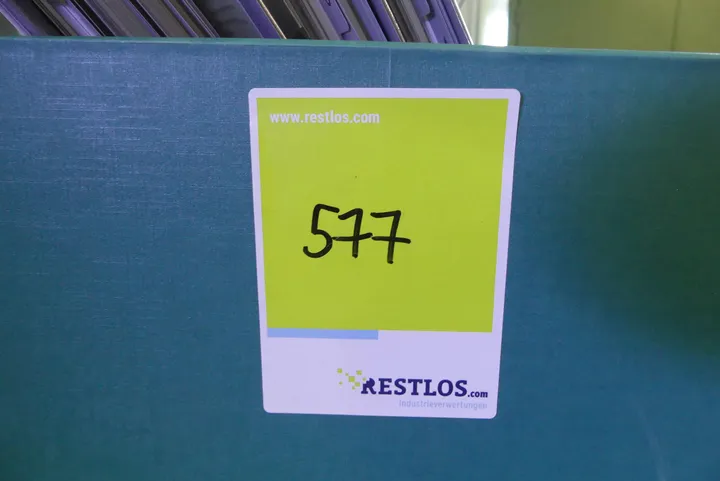 www.restlos.com
577
RESTLOS.com
Industrieverwertungen